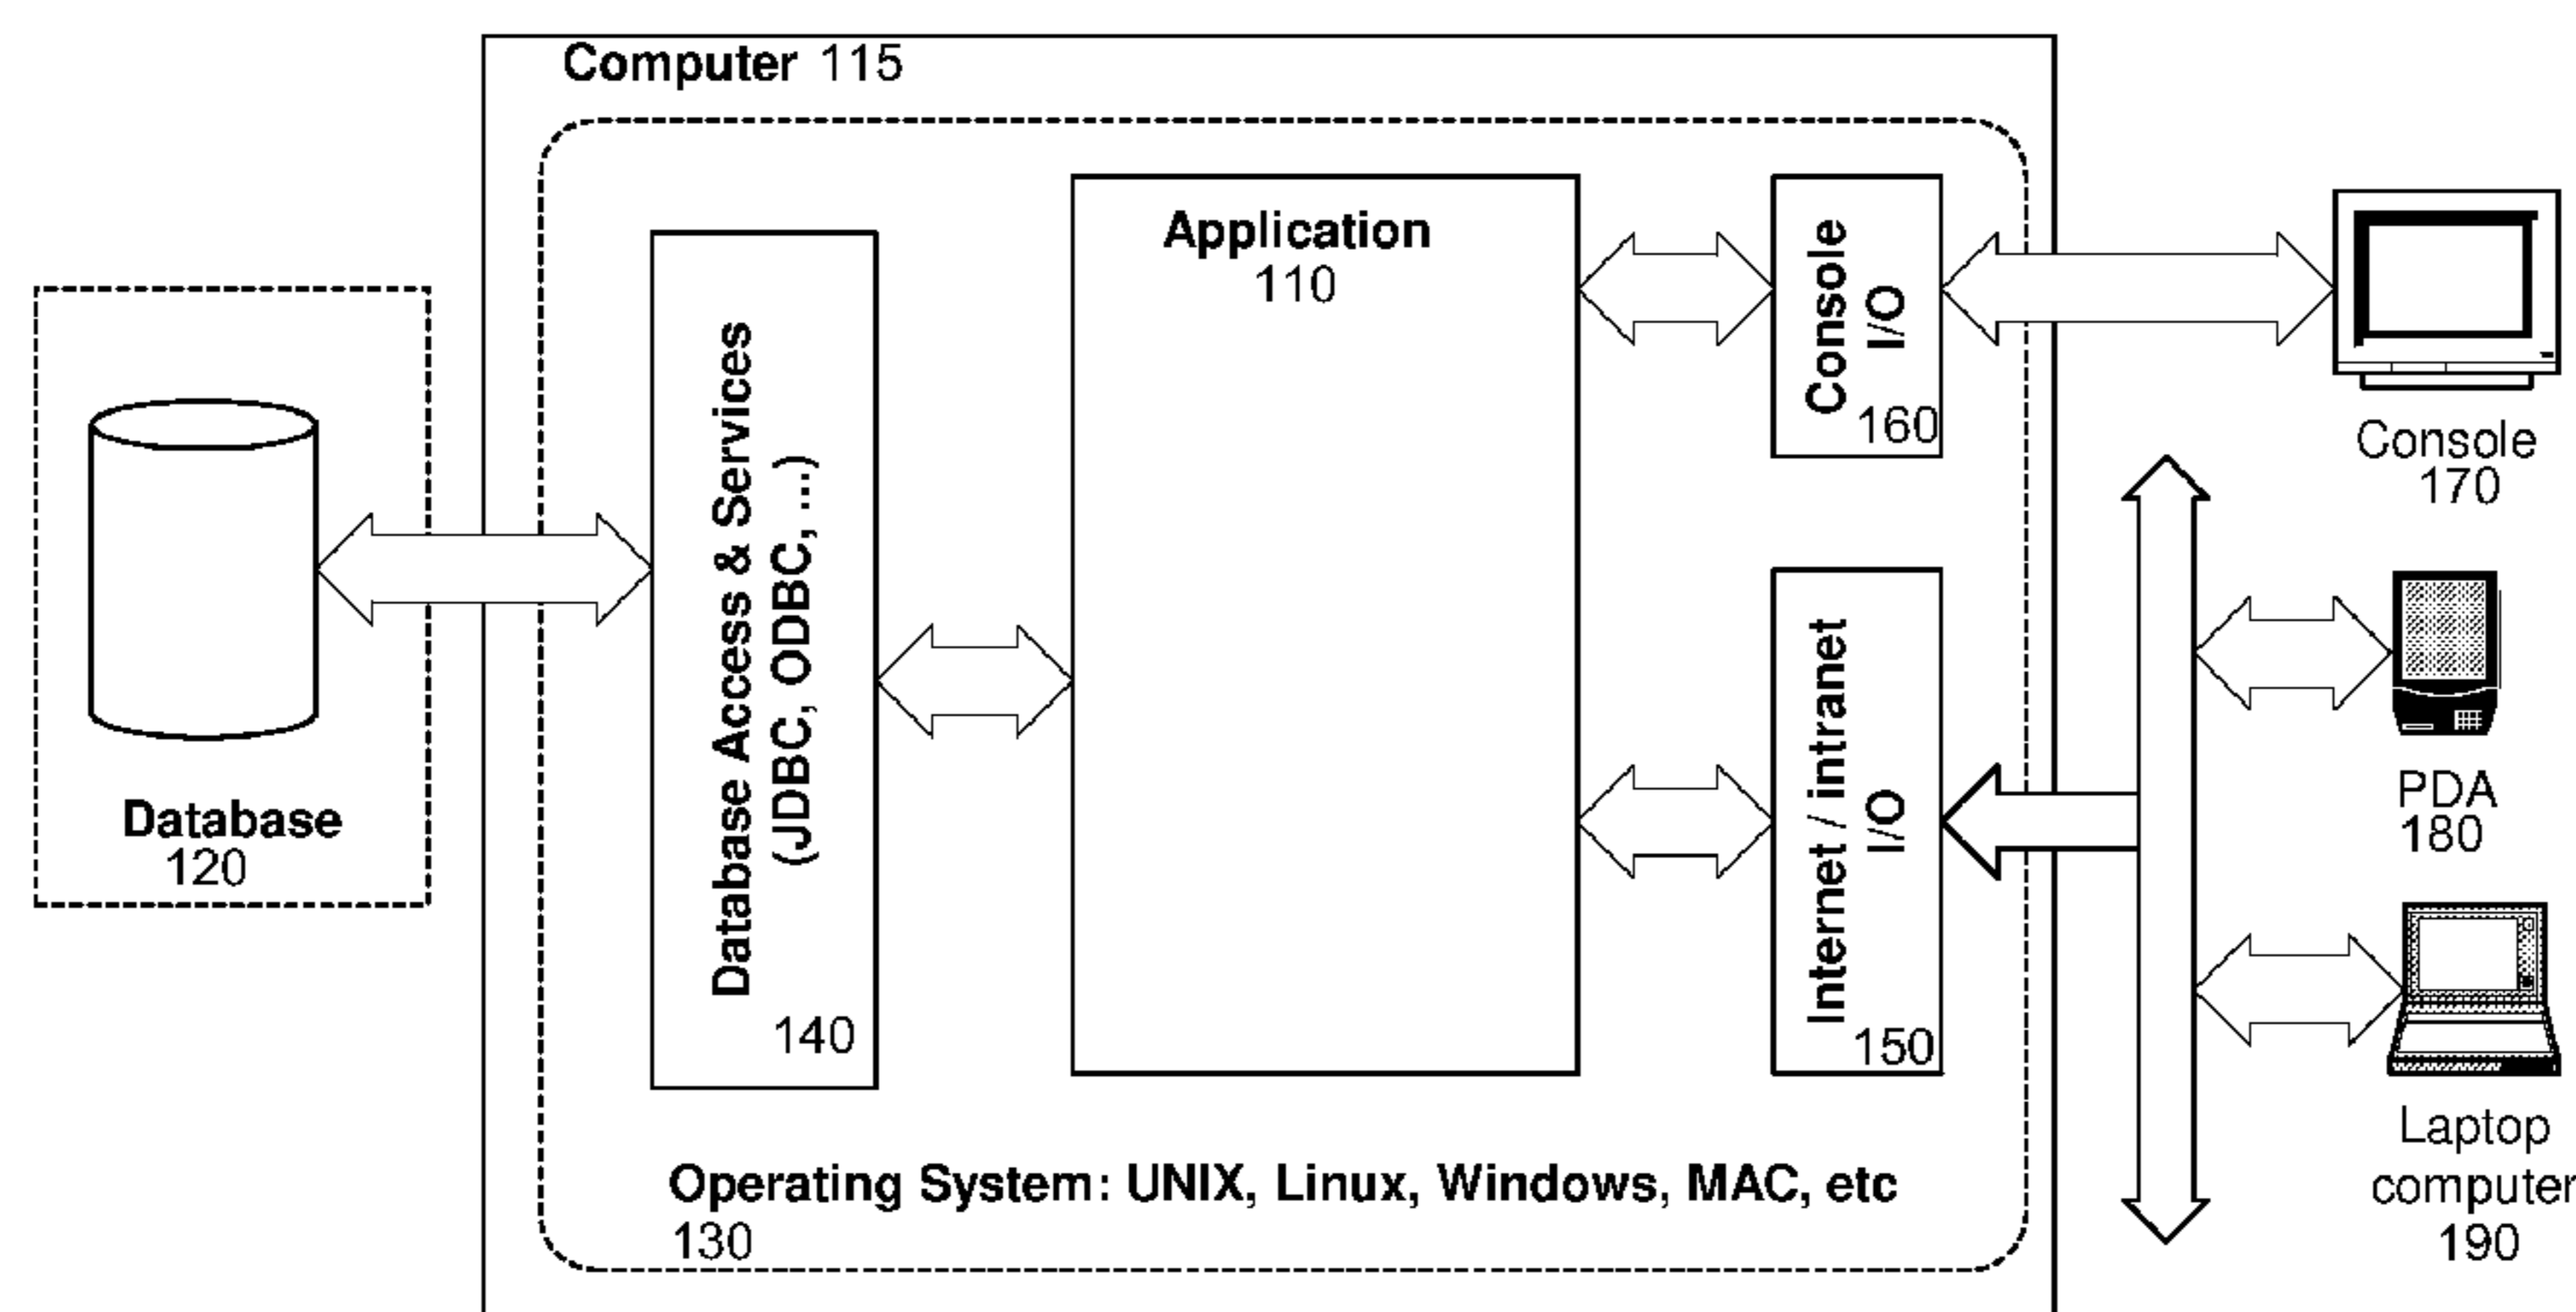 Computer 115
Database
120
Database Access & Services
(JDBC, ODBC, ...)
140
Application
110
Console
I/O
160
Internet / intranet
I/O
150
Operating System: UNIX, Linux, Windows, MAC, etc
130
Console
170
PDA
180
Laptop
computer
190